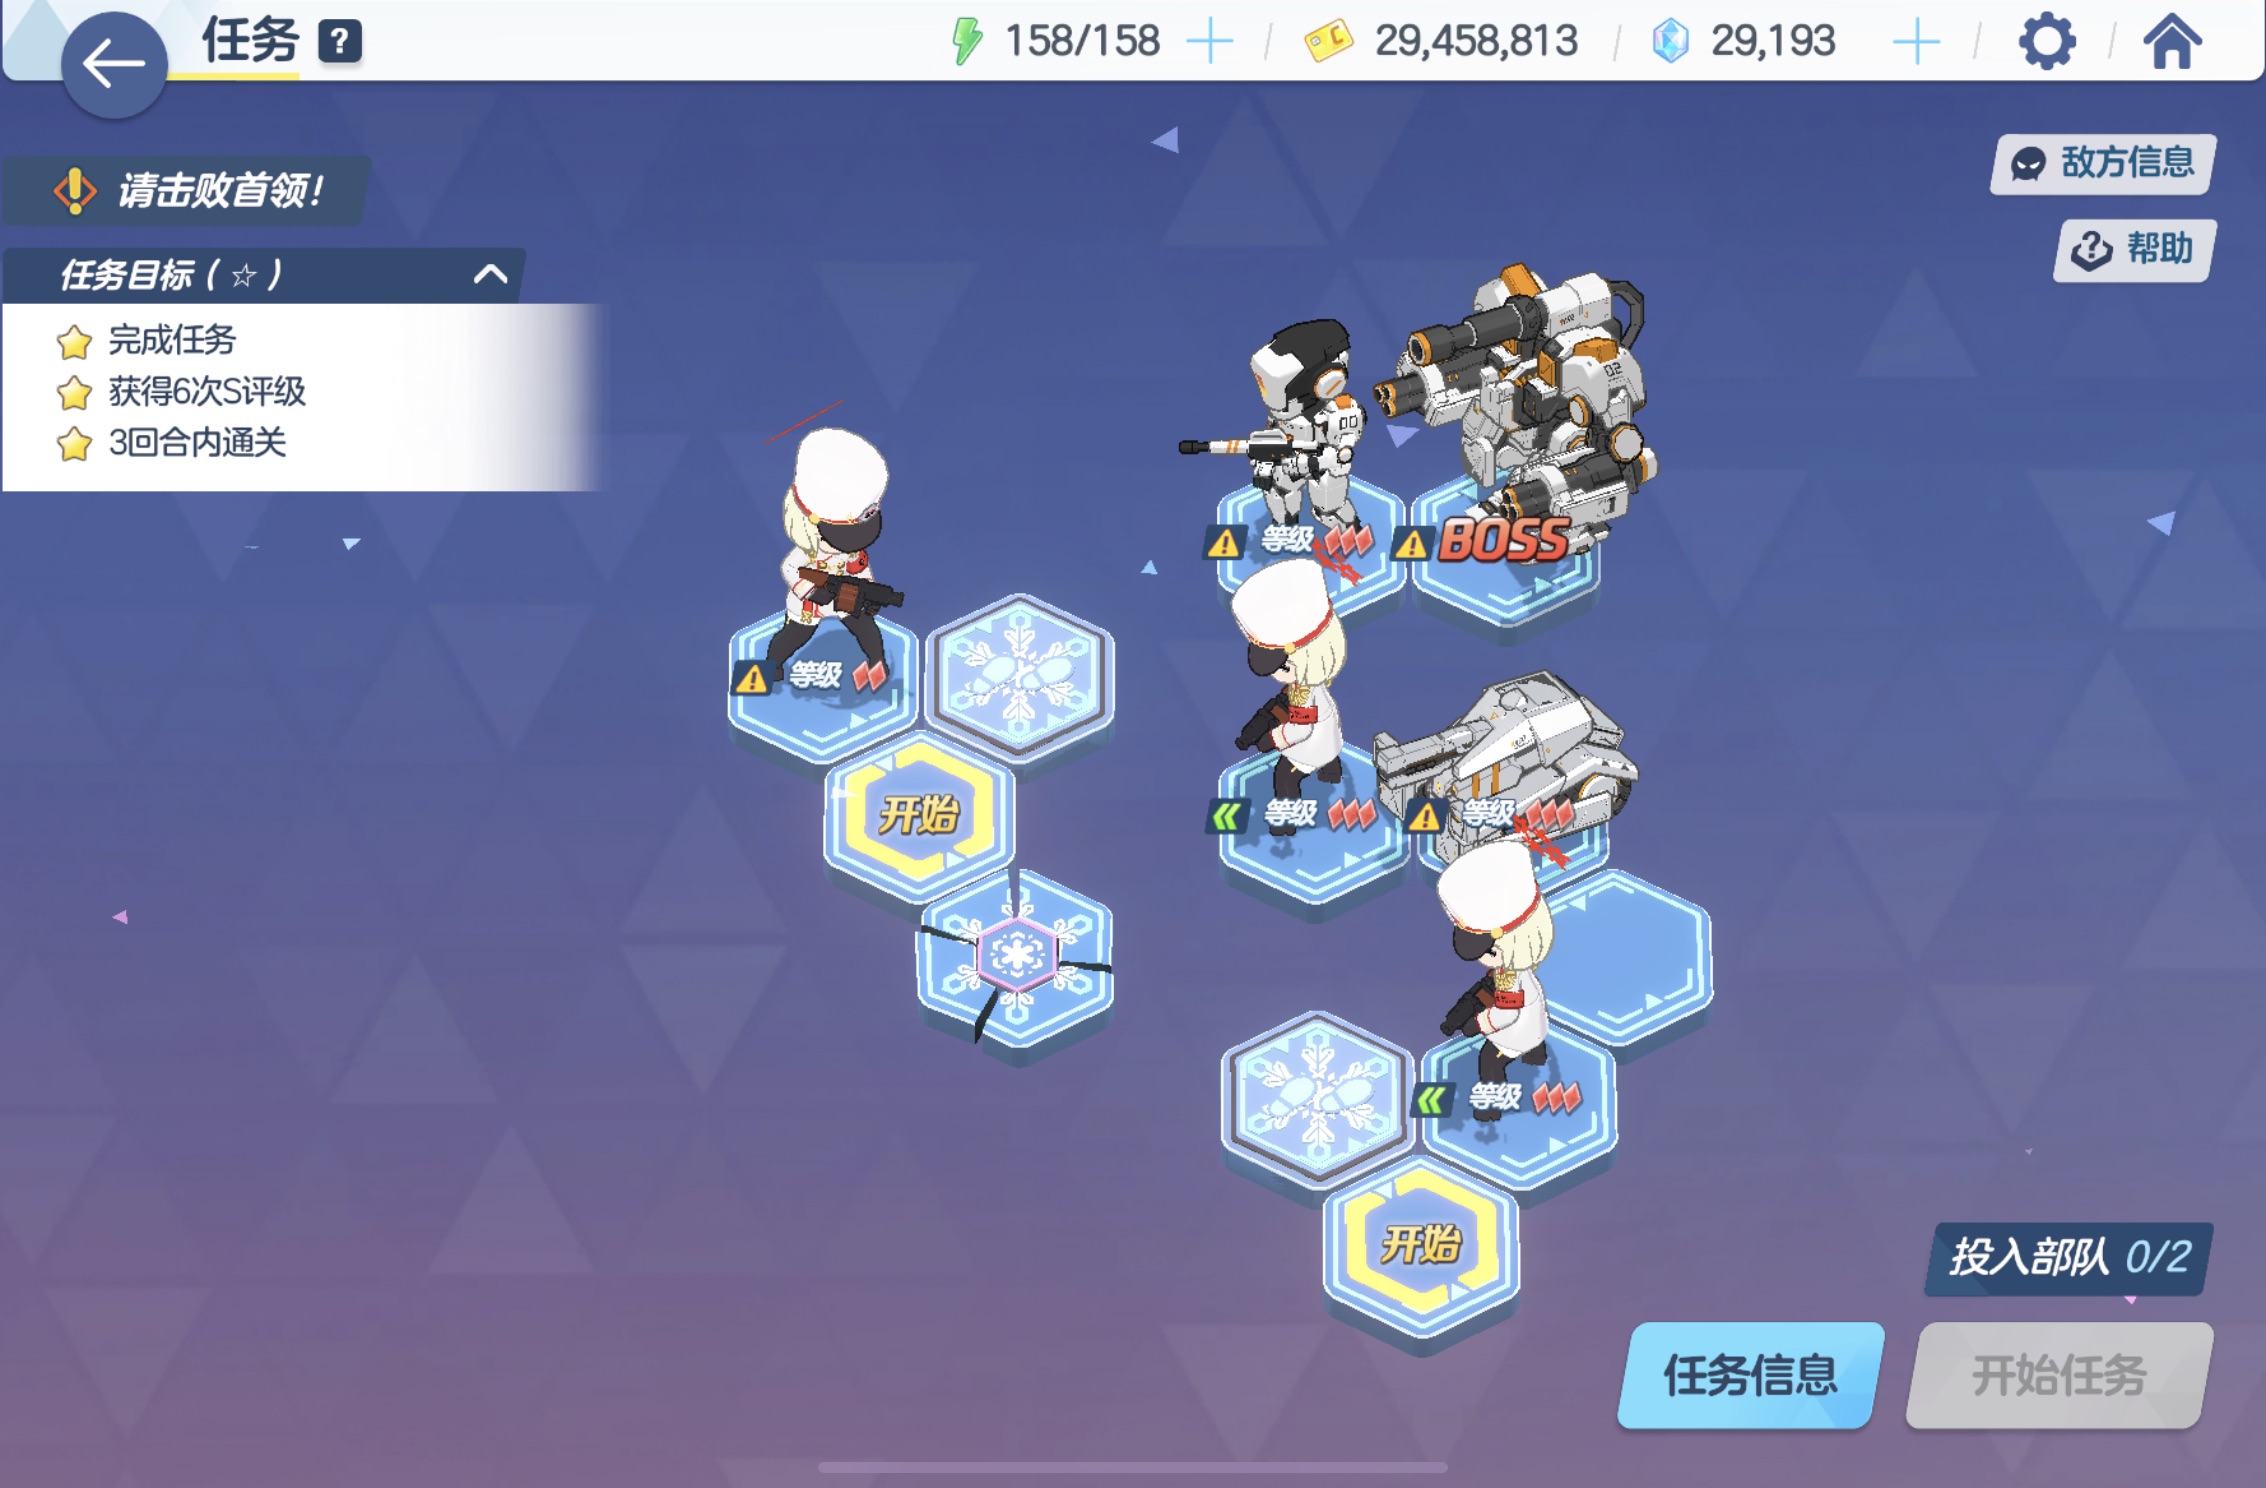 任务 ?
158/158
29,458,813
29,193
请击败首领!
敌方信息
帮助
任务目标(☆)
完成任务
获得6次S评级
3回合内通关
等级
BOSS
等级
等级
等级
开始
等级
开始
投入部队 0/2
任务信息
开始任务